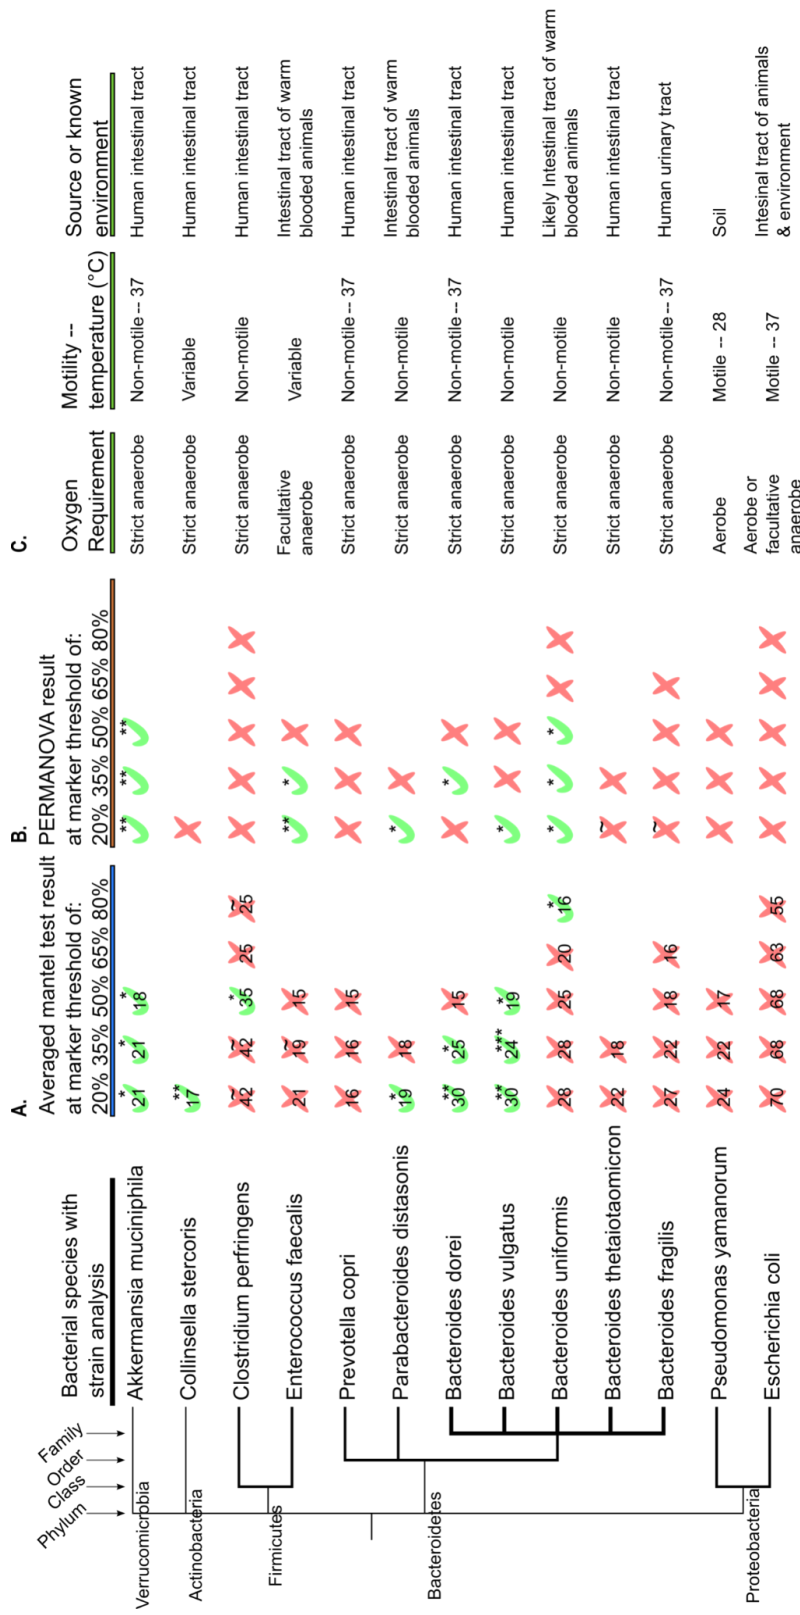 A.
B.
C.
Bacterial species with
strain analysis
Averaged mantel test result
at marker threshold of:
20% 35% 50% 65% 80%
PERMANOVA result
at marker threshold of:
20% 35% 50% 65% 80%
Oxygen
Requirement
Motility --
temperature (°C)
Source or known
environment
Phylum
Class
Order
Family
Verrucomicrobia
Akkermansia muciniphila
* 21 * 21 * 18
** ** **
Strict anaerobe
Non-motile -- 37
Human intestinal tract
Actinobacteria
Collinsella stercoris
** 17
Strict anaerobe
Variable
Human intestinal tract
Firmicutes
Clostridium perfringens
~ 42 ~ 42 * 35 25 ~ 25
Strict anaerobe
Non-motile
Human intestinal tract
Enterococcus faecalis
21 ~ 19 15
** *
Facultative
anaerobe
Variable
Intestinal tract of warm
blooded animals
Bacteroidetes
Prevotella copri
16 16 15
Strict anaerobe
Non-motile -- 37
Human intestinal tract
Parabacteroides distasonis
* 19 18
*
Strict anaerobe
Non-motile
Intestinal tract of warm
blooded animals
Bacteroides dorei
** 30 * 25 15
*
Strict anaerobe
Non-motile -- 37
Human intestinal tract
Bacteroides vulgatus
** 30 *** 24 * 19
*
Strict anaerobe
Non-motile
Human intestinal tract
Bacteroides uniformis
28 28 25 20 * 16
* * *
Strict anaerobe
Non-motile
Likely Intestinal tract of warm
blooded animals
Bacteroides thetaiotaomicron
22 18
~
Strict anaerobe
Non-motile
Human intestinal tract
Bacteroides fragilis
27 22 18 16
~
Strict anaerobe
Non-motile -- 37
Human urinary tract
Proteobacteria
Pseudomonas yamanorum
24 22 17
Aerobe
Motile -- 28
Soil
Escherichia coli
70 68 68 63 55
Aerobe or
facultative
anaerobe
Motile -- 37
Intesinal tract of animals
& environment